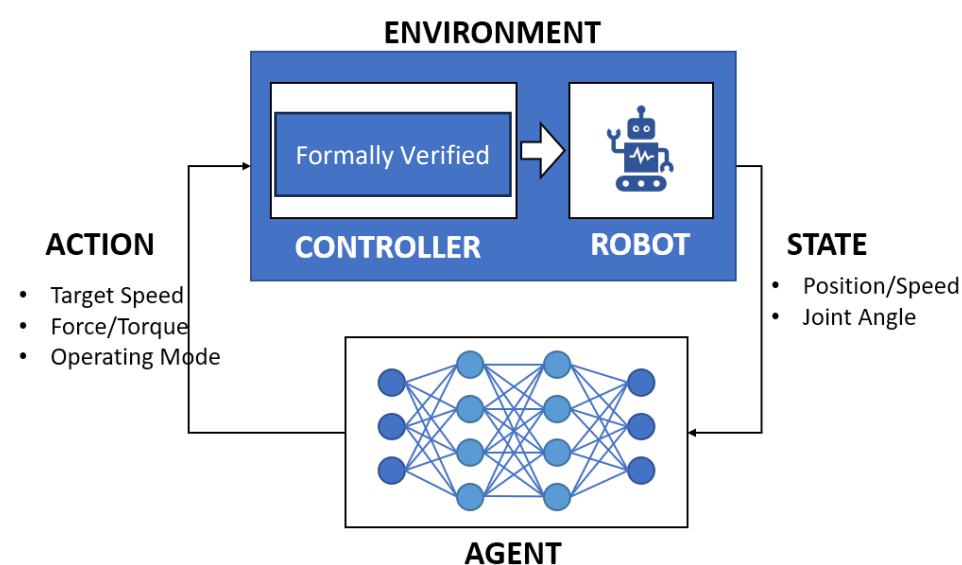 ENVIRONMENT
Formally Verified
CONTROLLER
ROBOT
ACTION
• Target Speed
• Force/Torque
• Operating Mode
STATE
• Position/Speed
• Joint Angle
AGENT